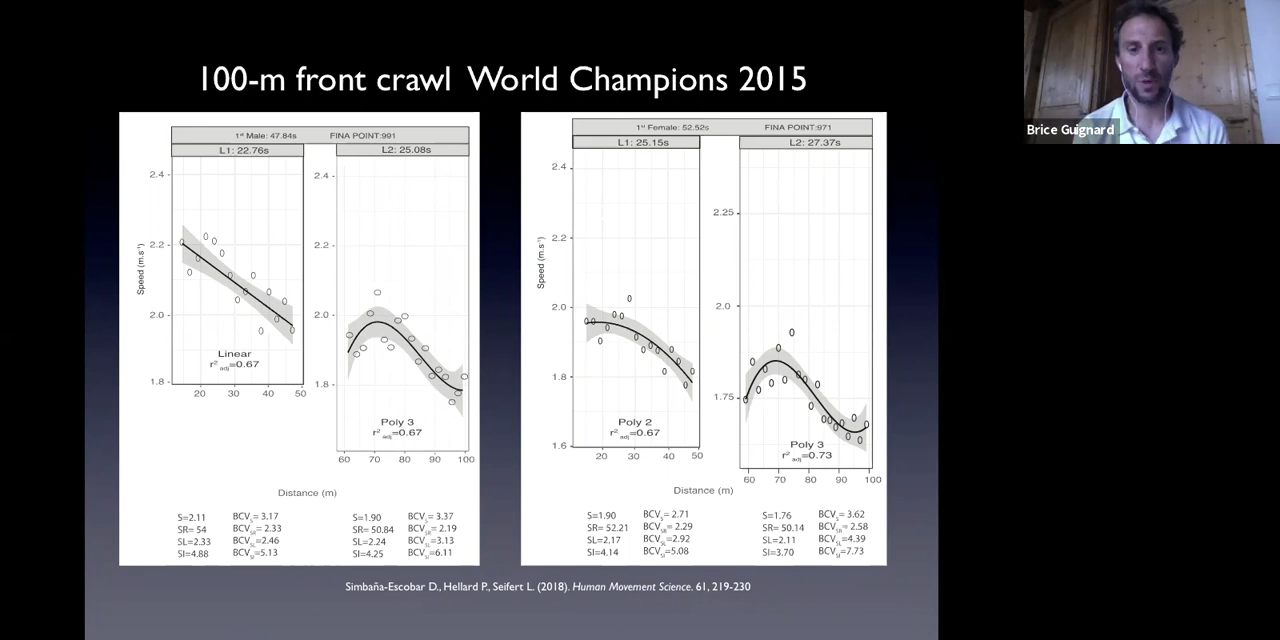 100-m front crawl World Champions 2015
Brice Guignard
1st Male: 47.84s FINA POINT:991
L1: 22.76s
L2: 25.08s
Speed (m.s-1)
2.4
2.2
2.0
1.8
20 30 40 50
Linear
r²adj=0.67
2.4
2.2
2.0
1.8
60 70 80 90 100
Poly 3
r²adj=0.67
Distance (m)
S=2.11 BCVS= 3.17
SR= 54 BCVSR= 2.33
SL=2.33 BCVSL=2.46
SI=4.88 BCVSI=5.13
S=1.90 BCVS= 3.37
SR= 50.84 BCVSR= 2.19
SL=2.24 BCVSL=3.13
SI=4.25 BCVSI=6.11
1st Female: 52.52s FINA POINT:971
L1: 25.15s
L2: 27.37s
Speed (m.s-1)
2.4
2.2
2.0
1.8
1.6
20 30 40 50
Poly 2
r²adj=0.67
2.25
2.0
1.75
60 70 80 90 100
Poly 3
r²adj=0.73
Distance (m)
S=1.90 BCVS= 2.71
SR= 52.21 BCVSR= 2.29
SL=2.17 BCVSL=2.92
SI=4.14 BCVSI=5.08
S=1.76 BCVS= 3.62
SR= 50.14 BCVSR= 2.58
SL=2.11 BCVSL=4.39
SI=3.70 BCVSI=7.73
Simbaña-Escobar D., Hellard P., Seifert L. (2018). Human Movement Science. 61, 219-230